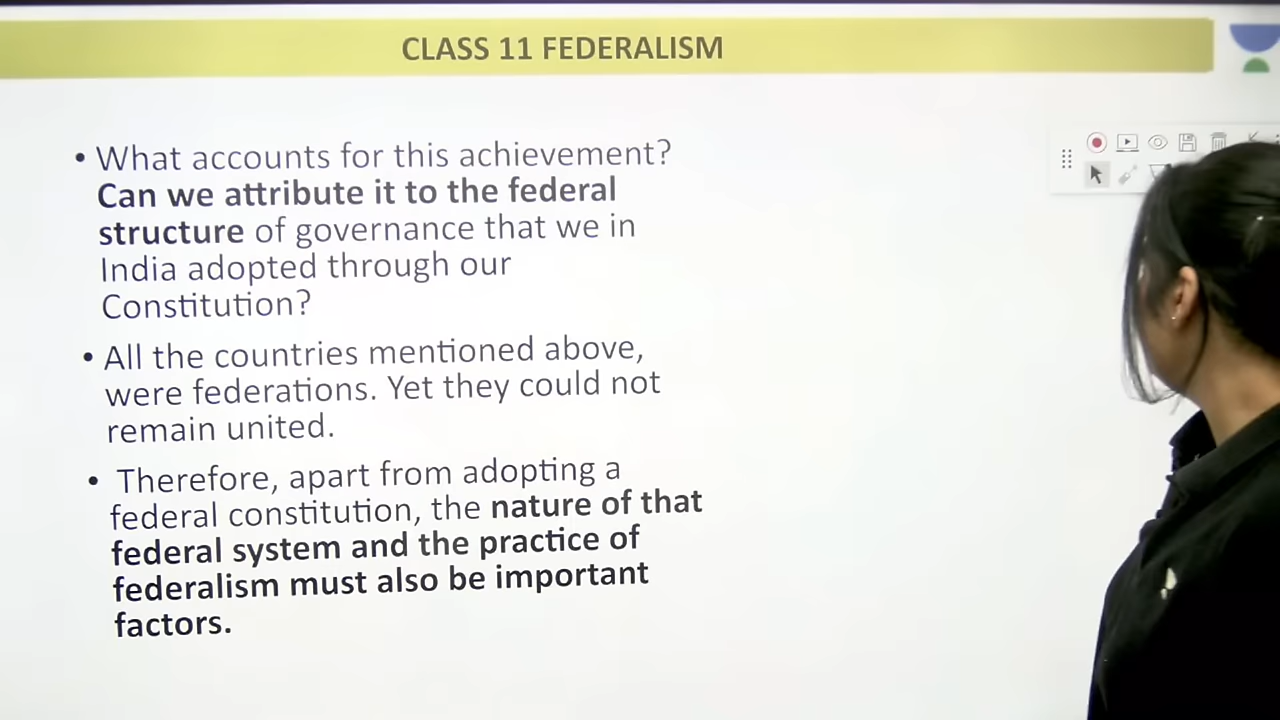 CLASS 11 FEDERALISM
• What accounts for this achievement?
Can we attribute it to the federal
structure of governance that we in
India adopted through our
Constitution?
• All the countries mentioned above,
were federations. Yet they could not
remain united.
• Therefore, apart from adopting a
federal constitution, the nature of that
federal system and the practice of
federalism must also be important
factors.